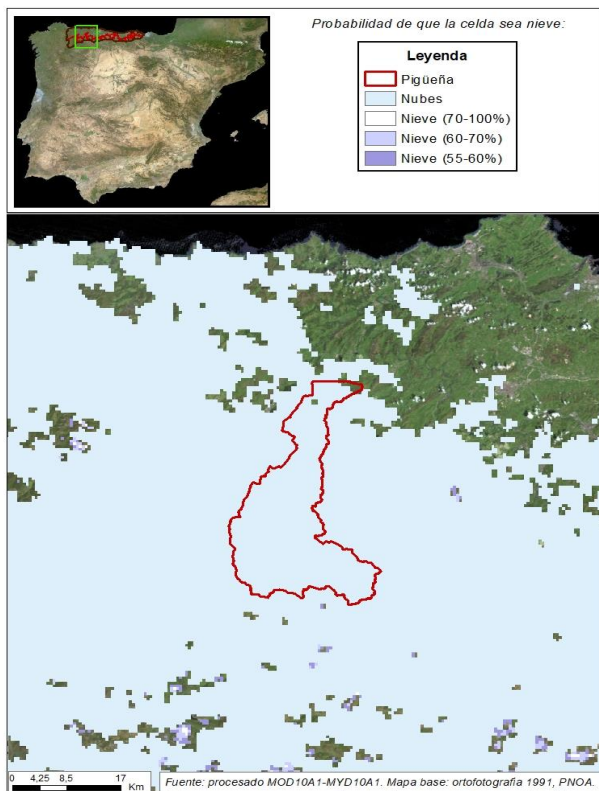 Probabilidad de que la celda sea nieve:
Leyenda
Pigüeña
Nubes
Nieve (70-100%)
Nieve (60-70%)
Nieve (55-60%)
0 4,25 8,5 17
Km
Fuente: procesado MOD10A1-MYD10A1. Mapa base: ortofotografia 1991, PNOA.